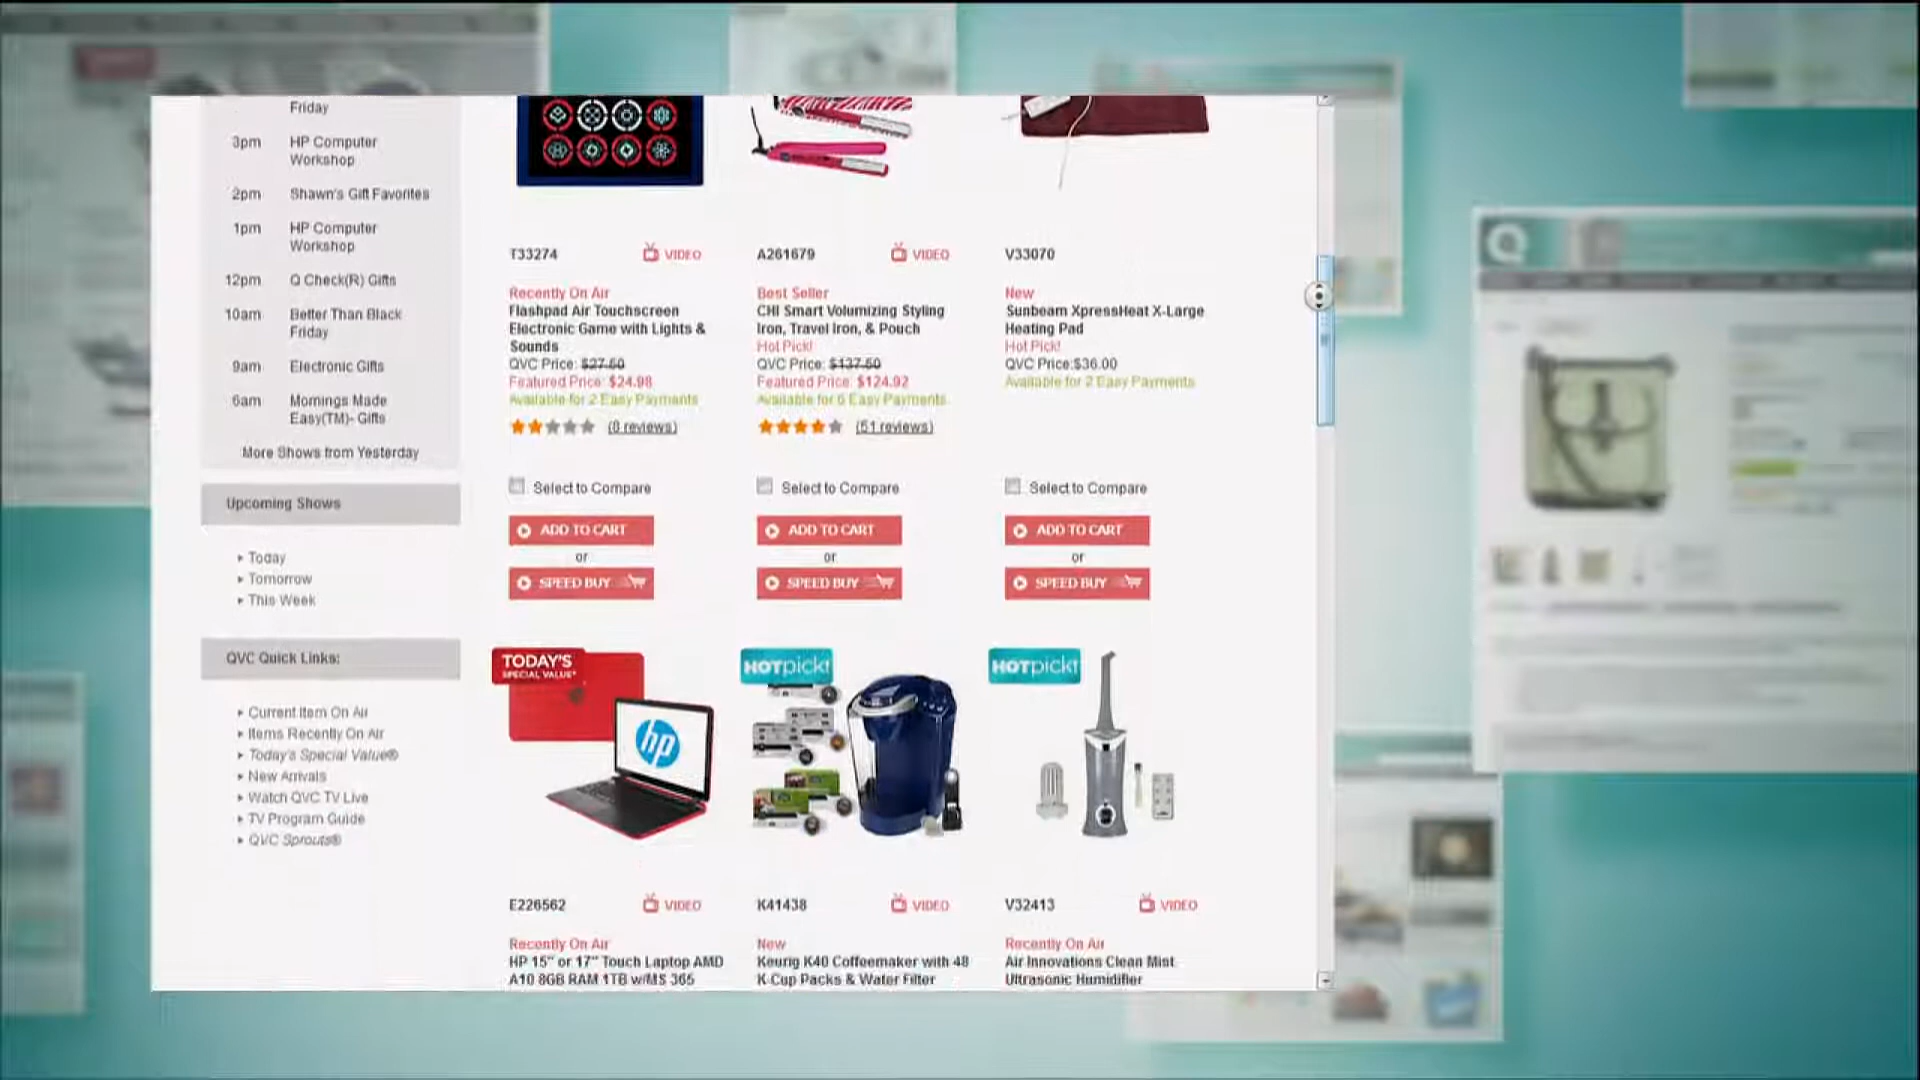 Friday
3pm HP Computer
Workshop
2pm Shawn's Gift Favorites
1pm HP Computer
Workshop
12pm Q Check(R) Gifts
10am Better Than Black
Friday
9am Electronic Gifts
6am Mornings Made
Easy(TM)- Gifts
More Shows from Yesterday
Upcoming Shows
Today
Tomorrow
This Week
QVC Quick Links:
Current Item On Air
Items Recently On Air
Today's Special Value®
New Arrivals
Watch QVC TV Live
TV Program Guide
QVC Sprouts®
T33274 VIDEO
Recently On Air
Flashpad Air Touchscreen
Electronic Game with Lights &
Sounds
QVC Price: $27.50
Featured Price: $24.98
Available for 2 Easy Payments
(8 reviews)
Select to Compare
ADD TO CART
or
SPEED BUY
A261679 VIDEO
Best Seller
CHI Smart Volumizing Styling
Iron, Travel Iron, & Pouch
Hot Pick!
QVC Price: $137.50
Featured Price: $124.92
Available for 6 Easy Payments
(51 reviews)
Select to Compare
ADD TO CART
or
SPEED BUY
V33070
New
Sunbeam XpressHeat X-Large
Heating Pad
Hot Pick!
QVC Price:$36.00
Available for 2 Easy Payments
Select to Compare
ADD TO CART
or
SPEED BUY
TODAY'S
SPECIAL VALUE®
hp
E226562 VIDEO
Recently On Air
HP 15" or 17" Touch Laptop AMD
A10 8GB RAM 1TB w/MS 365
HOTpick!
K41438 VIDEO
New
Keurig K40 Coffeemaker with 48
K-Cup Packs & Water Filter
HOTpick!
V32413 VIDEO
Recently On Air
Air Innovations Clean Mist
Ultrasonic Humidifier